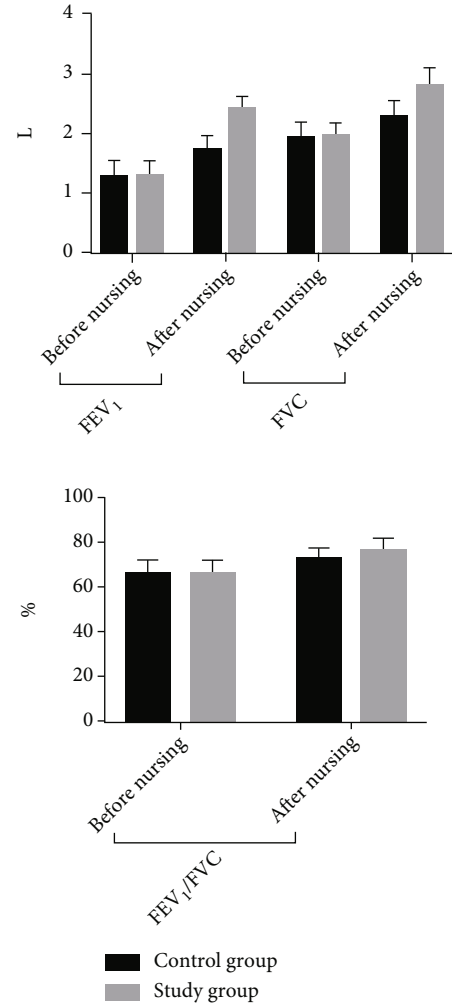 4
3
L
2
1
0
Before nursing
After nursing
Before nursing
After nursing
FEV₁
FVC
100
80
60
%
40
20
0
Before nursing
After nursing
FEV₁/FVC
Control group
Study group